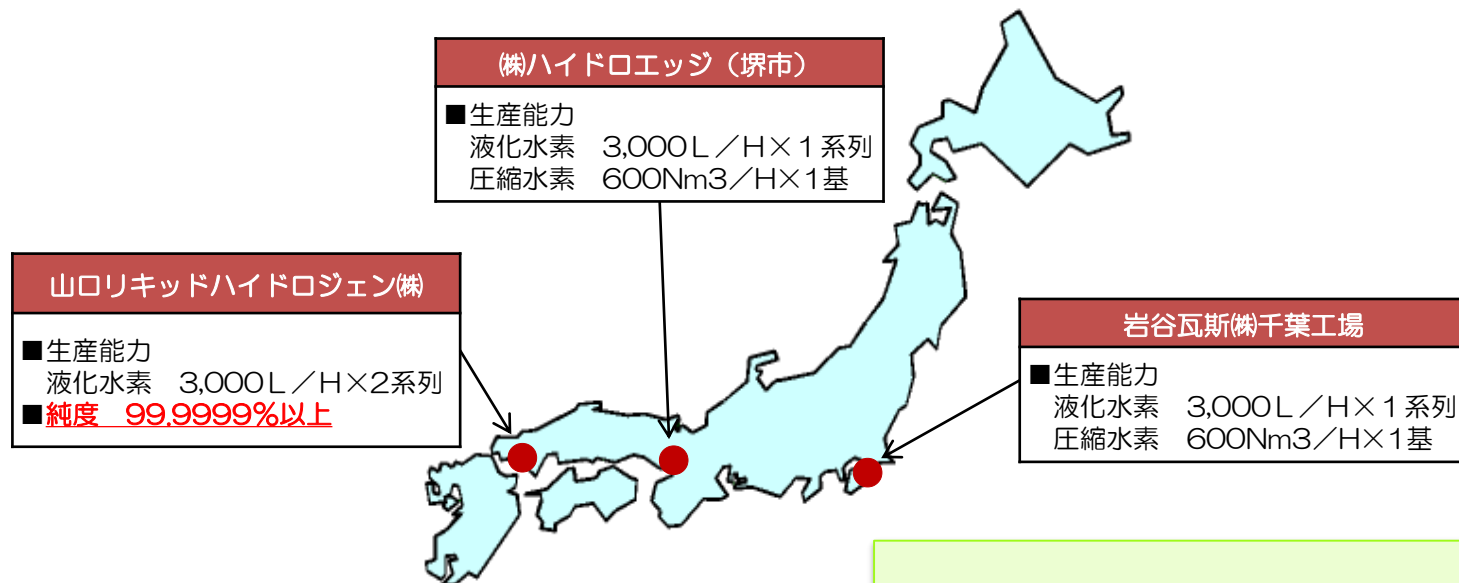 ㈱ハイドロエッジ（堺市）
■生産能力
液化水素　3,000Ｌ／H×１系列
圧縮水素　600Nm3／H×1基
山口リキッドハイドロジェン㈱
■生産能力
液化水素　3,000Ｌ／H×2系列
■純度　99.9999%以上
岩谷瓦斯㈱千葉工場
■生産能力
液化水素　3,000Ｌ／H×１系列
圧縮水素　600Nm3／H×1基